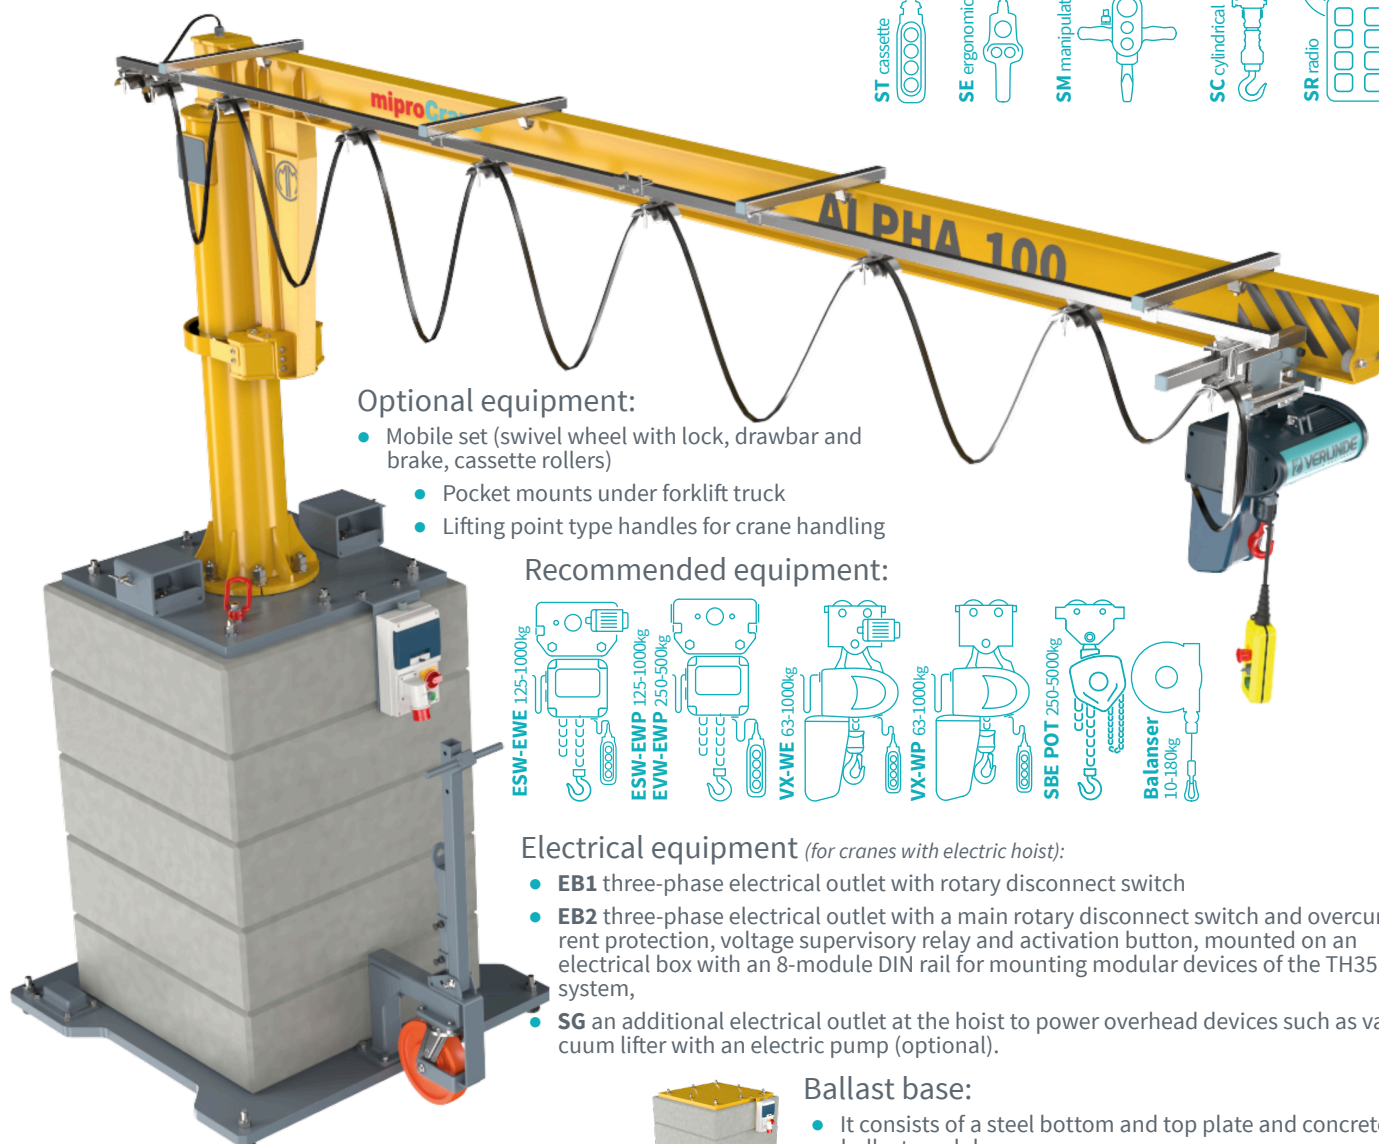 ST cassette
SE ergonomic
SM manipulat
SC cylindrical
SR radio
miproCrane
ALPHA 100
VERLINDE
Optional equipment:
• Mobile set (swivel wheel with lock, drawbar and
brake, cassette rollers)
• Pocket mounts under forklift truck
• Lifting point type handles for crane handling
Recommended equipment:
ESW-EWE 125-1000kg
ESW-EWP 125-1000kg
EVW-EWP 250-500kg
VX-WE 63-1000kg
VX-WP 63-1000kg
SBE POT 250-5000kg
Balanser
10-180kg
Electrical equipment (for cranes with electric hoist):
• EB1 three-phase electrical outlet with rotary disconnect switch
• EB2 three-phase electrical outlet with a main rotary disconnect switch and overcur
rent protection, voltage supervisory relay and activation button, mounted on an
electrical box with an 8-module DIN rail for mounting modular devices of the TH35
system,
• SG an additional electrical outlet at the hoist to power overhead devices such as va
cuum lifter with an electric pump (optional).
Ballast base:
• It consists of a steel bottom and top plate and concrete